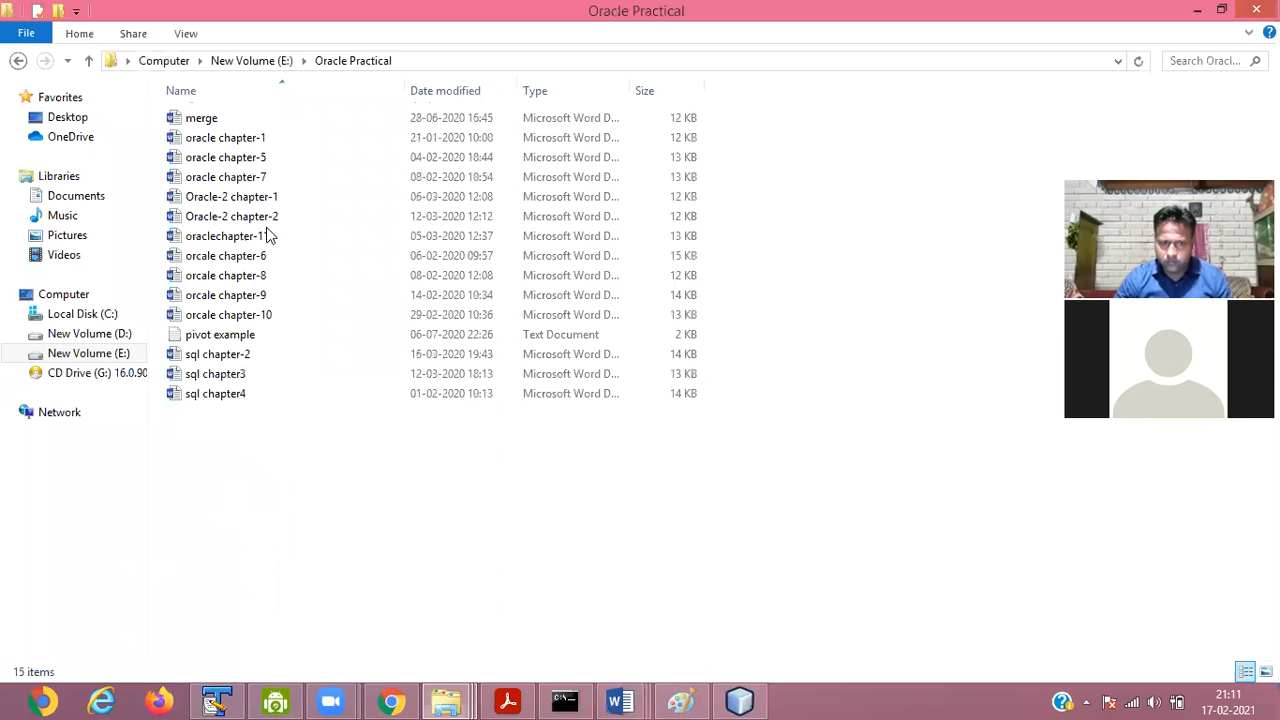 Oracle Practical
File Home Share View
Computer New Volume (E:) Oracle Practical Search Oracl...
Name Date modified Type Size
Favorites
Desktop
OneDrive
Libraries
Documents
Music
Pictures
Videos
Computer
Local Disk (C:)
New Volume (D:)
New Volume (E:)
CD Drive (G:) 16.0.90
Network
merge 28-06-2020 16:45 Microsoft Word D... 12 KB
oracle chapter-1 21-01-2020 10:08 Microsoft Word D... 12 KB
oracle chapter-5 04-02-2020 18:44 Microsoft Word D... 13 KB
oracle chapter-7 08-02-2020 18:54 Microsoft Word D... 13 KB
Oracle-2 chapter-1 06-03-2020 12:08 Microsoft Word D... 12 KB
Oracle-2 chapter-2 12-03-2020 12:12 Microsoft Word D... 12 KB
oraclechapter-11 05-03-2020 12:37 Microsoft Word D... 13 KB
orcale chapter-6 06-02-2020 09:57 Microsoft Word D... 15 KB
orcale chapter-8 08-02-2020 12:08 Microsoft Word D... 12 KB
orcale chapter-9 14-02-2020 10:34 Microsoft Word D... 14 KB
orcale chapter-10 29-02-2020 10:36 Microsoft Word D... 13 KB
pivot example 06-07-2020 22:26 Text Document 2 KB
sql chapter-2 16-03-2020 19:43 Microsoft Word D... 14 KB
sql chapter3 12-03-2020 18:13 Microsoft Word D... 13 KB
sql chapter4 01-02-2020 19:13 Microsoft Word D... 14 KB
15 items
21:11
17-02-2021